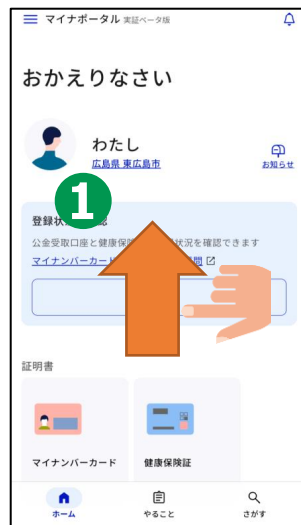 マイナポータル 実証ベータ版
おかえりなさい
わたし
広島県 東広島市
お知らせ
1
登録状
公金受取口座と健康保 状況を確認できます
マイナンバーカード 問
証明書
マイナンバーカード
健康保険証
ホーム
やること
さがす